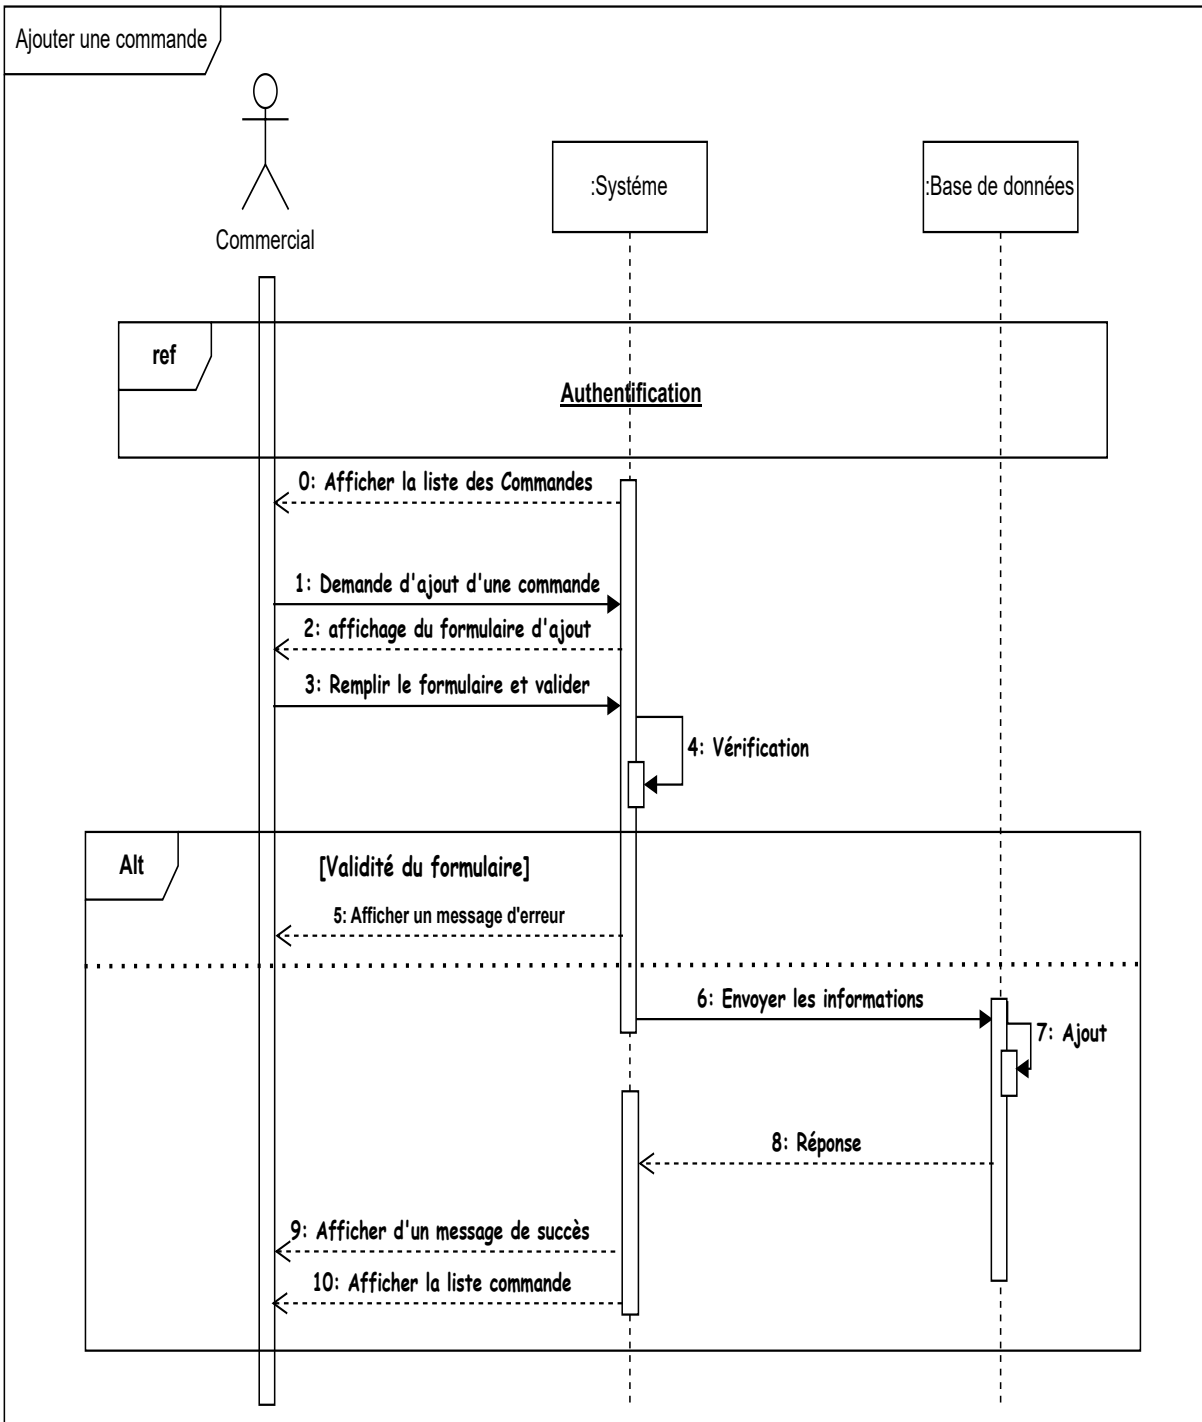 Ajouter une commande
:Systéme
:Base de données
Commercial
ref
Authentification
0: Afficher la liste des Commandes
1: Demande d'ajout d'une commande
2: affichage du formulaire d'ajout
3: Remplir le formulaire et valider
4: Vérification
Alt
[Validité du formulaire]
5: Afficher un message d'erreur
6: Envoyer les informations
7: Ajout
8: Réponse
9: Afficher d'un message de succès
10: Afficher la liste commande